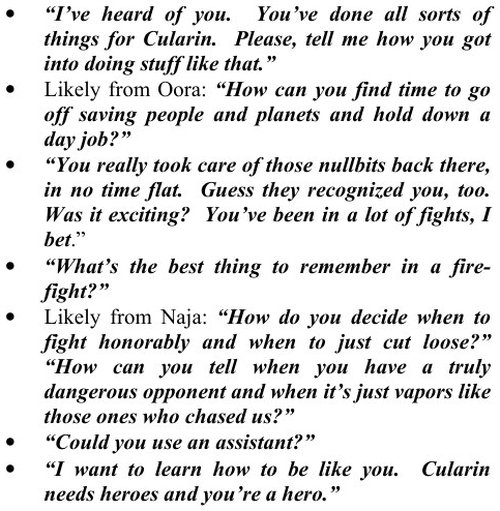 • “I’ve heard of you. You’ve done all sorts of
things for Cularin. Please, tell me how you got
into doing stuff like that.”
• Likely from Oora: “How can you find time to go
off saving people and planets and hold down a
day job?”
• “You really took care of those nullbits back there,
in no time flat. Guess they recognized you, too.
Was it exciting? You’ve been in a lot of fights, I
bet.”
• “What’s the best thing to remember in a fire-
fight?”
• Likely from Naja: “How do you decide when to
fight honorably and when to just cut loose?”
“How can you tell when you have a truly
dangerous opponent and when it’s just vapors like
those ones who chased us?”
• “Could you use an assistant?”
• “I want to learn how to be like you. Cularin
needs heroes and you’re a hero.”